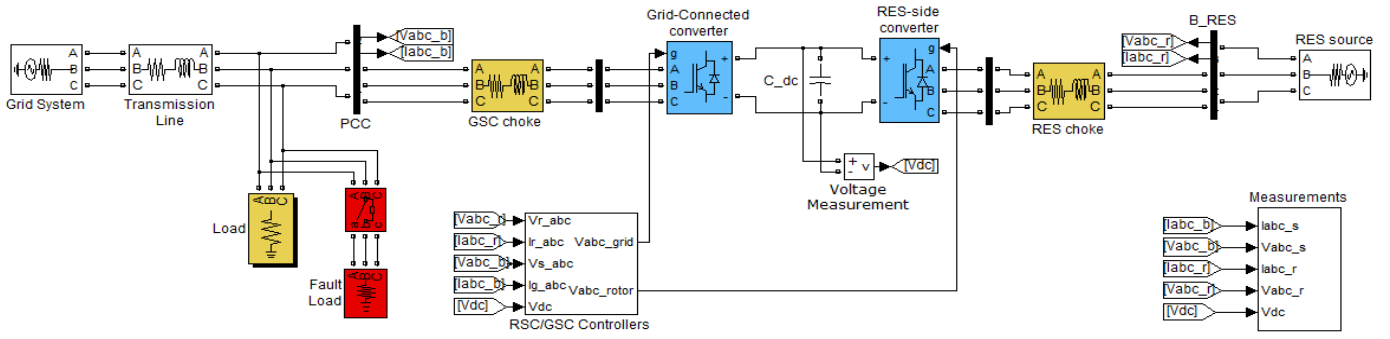 Grid System
A
B
C
A
B
C
A
B
C
Transmission
Line
PCC
[Vabc_b]
[Iabc_b]
A
B
C
A
B
C
GSC choke
Grid-Connected
converter
g
A
B
C
+
-
C_dc
RES-side
converter
+
-
g
A
B
C
A
B
C
A
B
C
RES choke
B_RES
[Vabc_r]
[Iabc_r]
RES source
A
B
C
+
-
v
[Vdc]
Voltage
Measurement
A
B
C
Load
A
B
C
a
b
c
A
B
C
Fault
Load
[Vabc_r]
[Iabc_r]
[Vabc_b]
[Iabc_b]
[Vdc]
Vr_abc
Ir_abc
Vs_abc
Ig_abc
Vdc
Vabc_grid
Vabc_rotor
RSC/GSC Controllers
Measurements
[Iabc_b]
[Vabc_b]
[Iabc_r]
[Vabc_r]
[Vdc]
Iabc_s
Vabc_s
Iabc_r
Vabc_r
Vdc